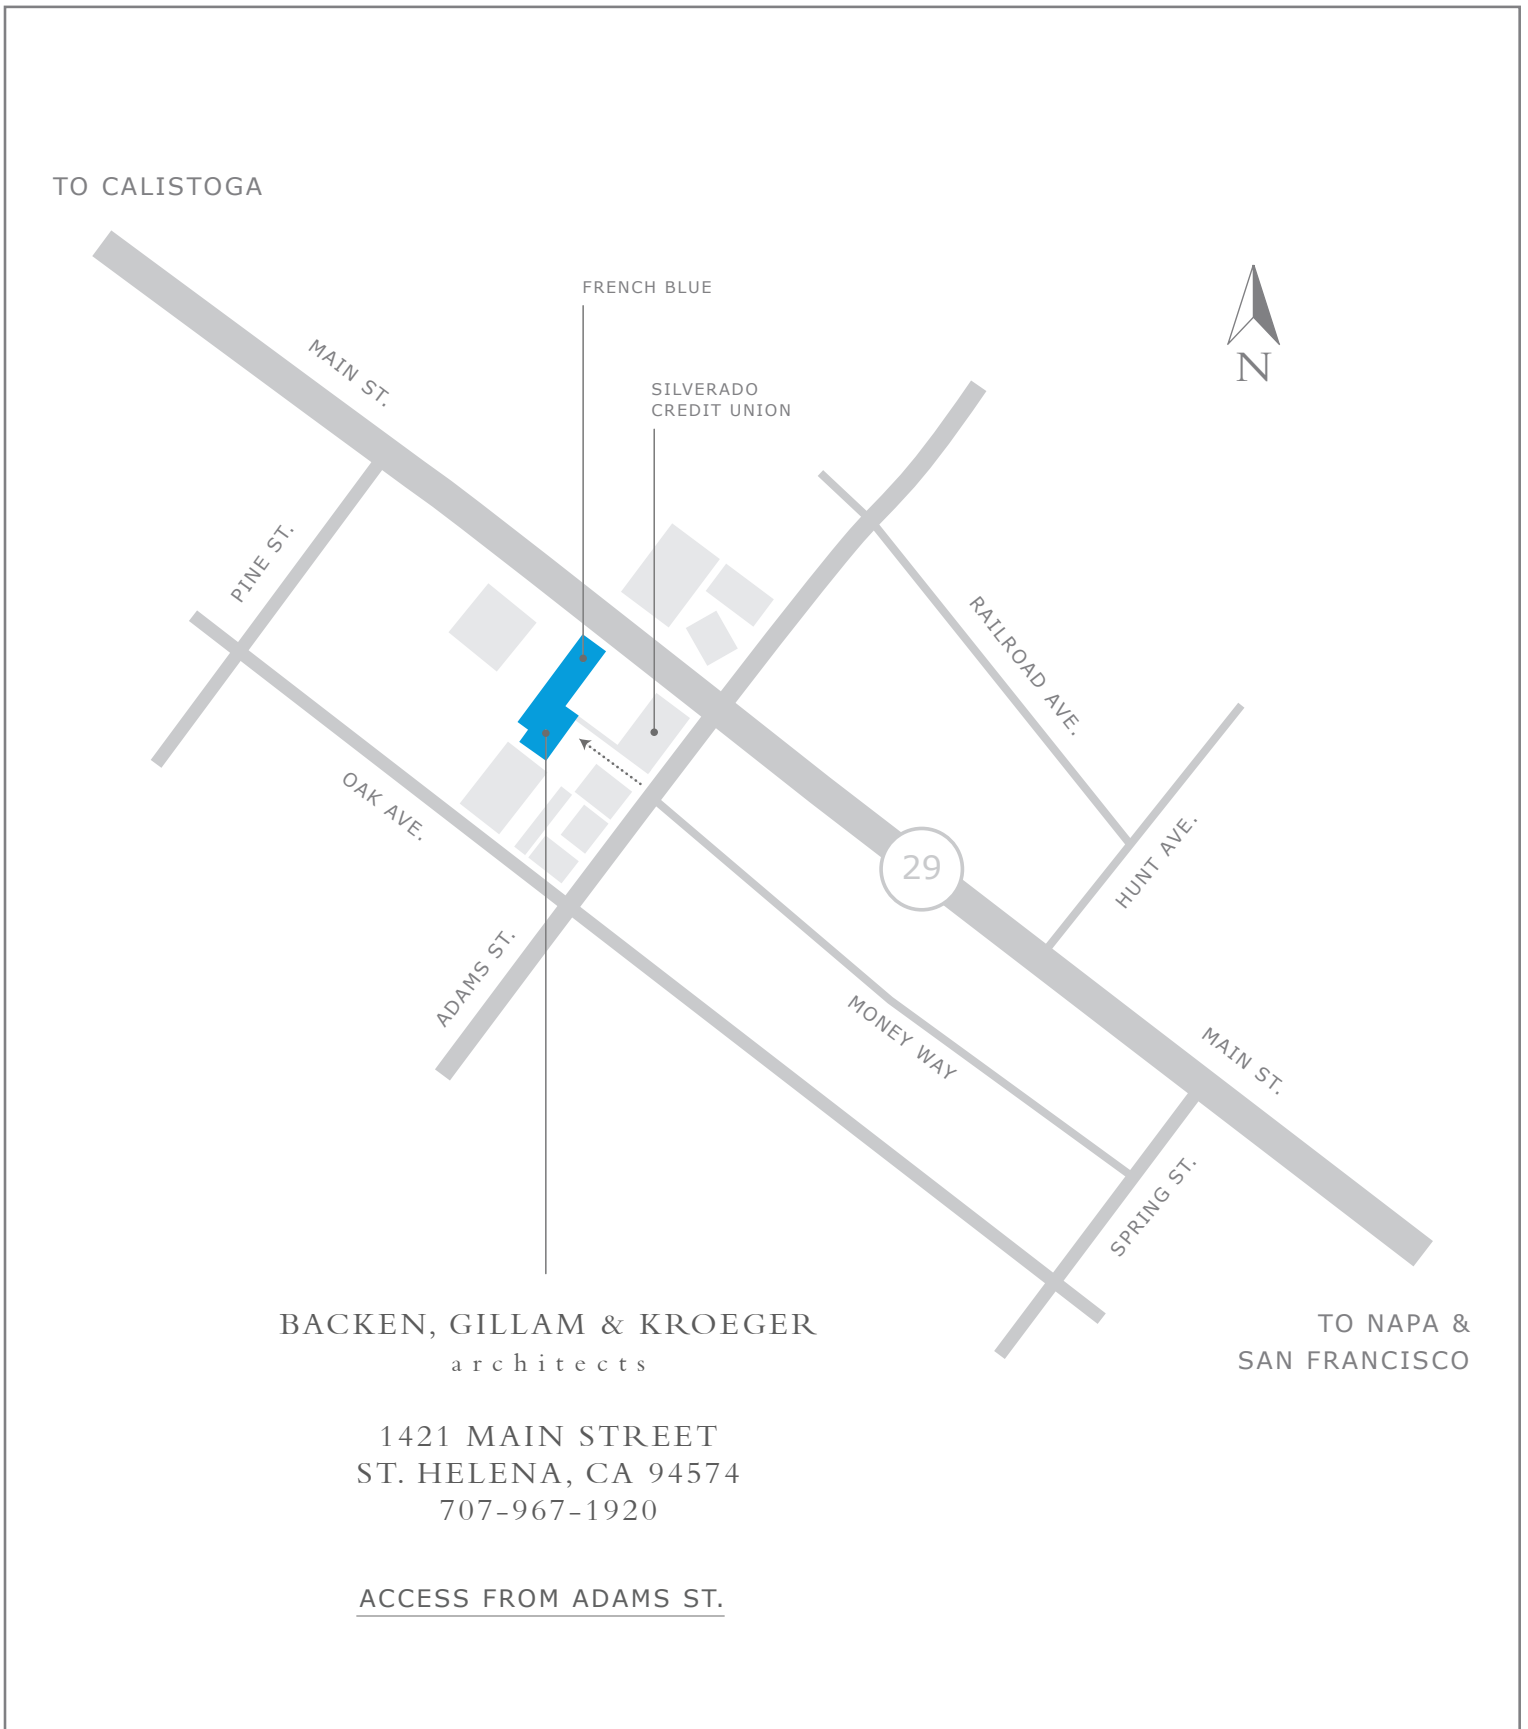 TO CALISTOGA
FRENCH BLUE
MAIN ST.
N
SILVERADO
CREDIT UNION
PINE ST.
RAILROAD AVE.
OAK AVE.
HUNT AVE.
29
ADAMS ST.
MONEY WAY
MAIN ST.
SPRING ST.
BACKEN, GILLAM & KROEGER
architects
TO NAPA &
SAN FRANCISCO
1421 MAIN STREET
ST. HELENA, CA 94574
707-967-1920
ACCESS FROM ADAMS ST.